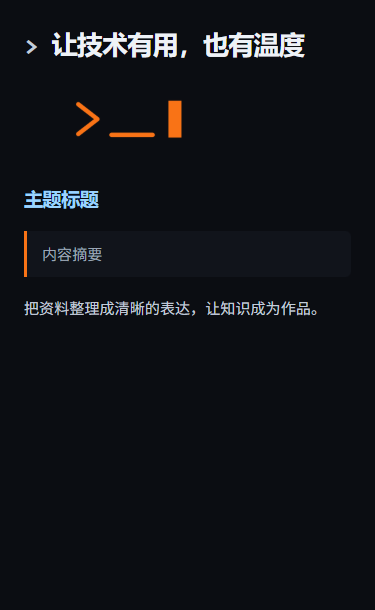 > 让技术有用，也有温度
>_
主题标题
内容摘要
把资料整理成清晰的表达，让知识成为作品。